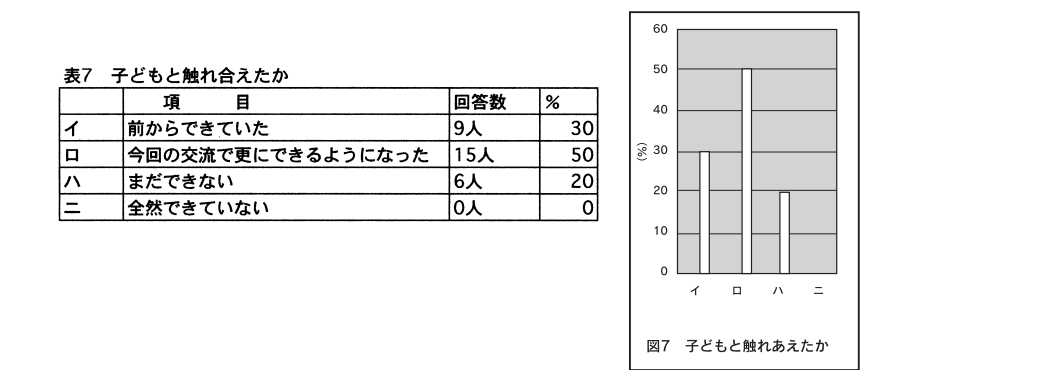 表7 子どもと触れ合えたか
項 目 回答数 %
イ 前からできていた 9人 30
ロ 今回の交流で更にできるようになった 15人 50
ハ まだできない 6人 20
ニ 全然できていない 0人 0
60
50
40
30
20
10
0
(%)
イ ロ ハ ニ
図7 子どもと触れあえたか